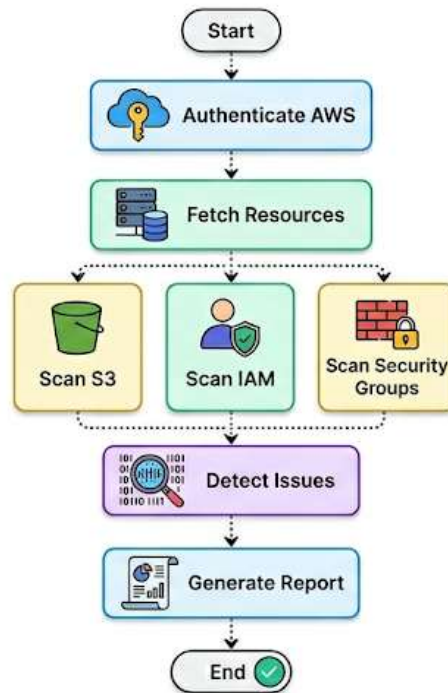 Start
Authenticate AWS
Fetch Resources
Scan S3
Scan IAM
Scan Security
Groups
Detect Issues
Generate Report
End